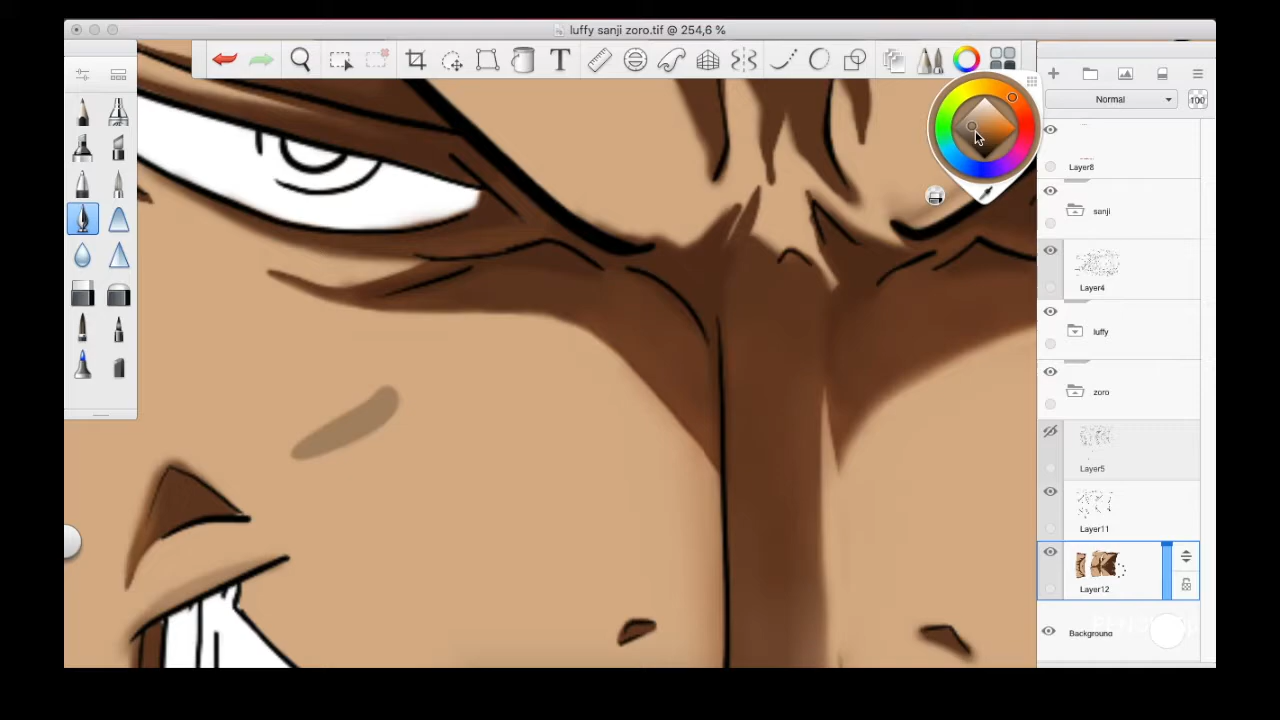 luffy sanji zoro.tif @ 254,6 %
T
Normal
100
Layer8
sanji
Layer4
luffy
zoro
Layer5
Layer11
Layer12
Background